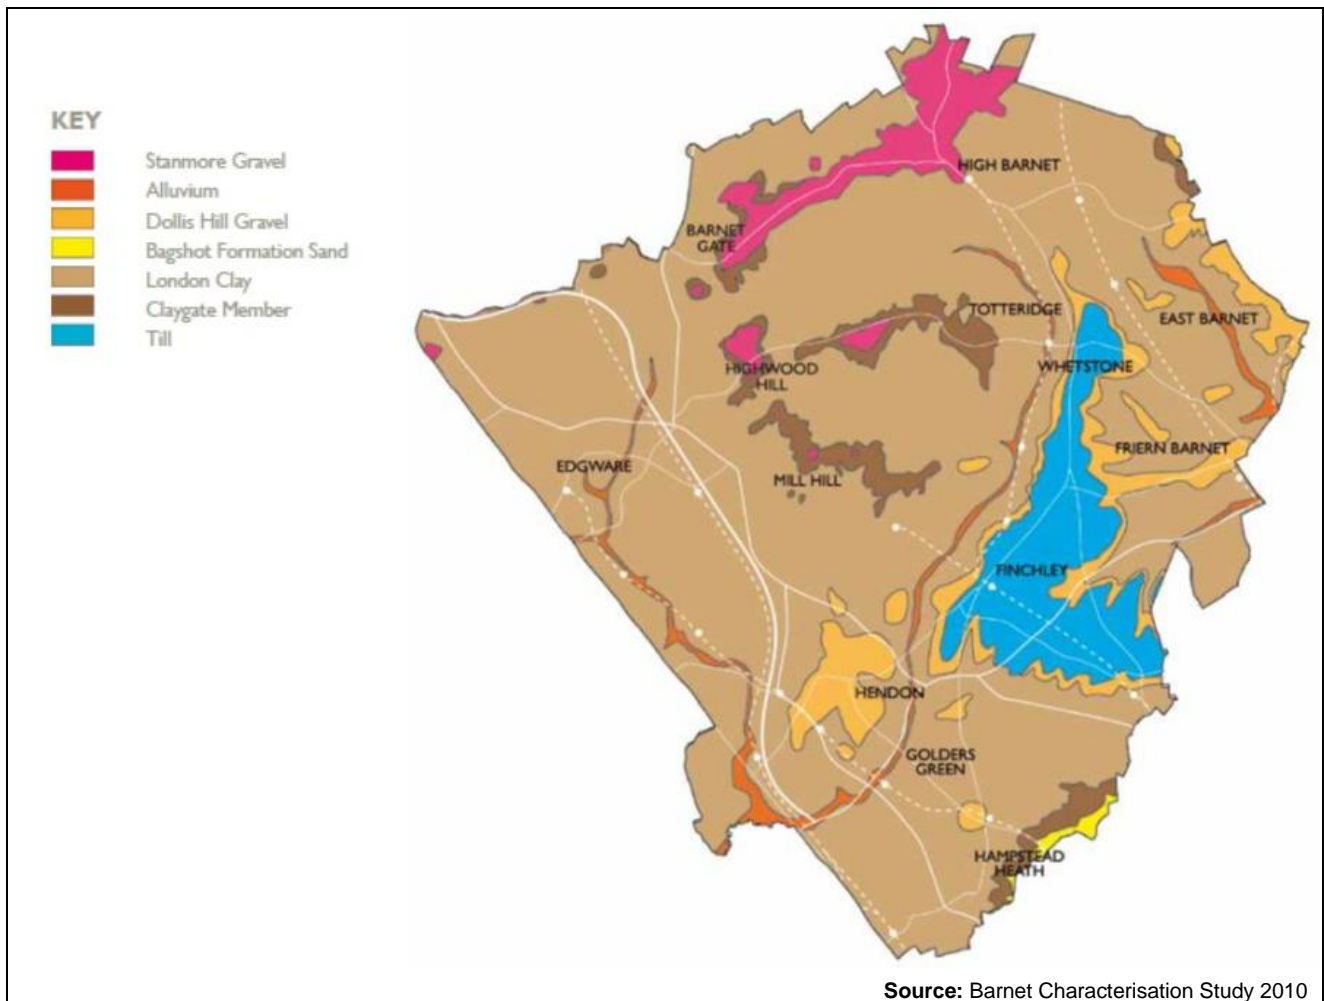 KEY
Stanmore Gravel
Alluvium
Dollis Hill Gravel
Bagshot Formation Sand
London Clay
Claygate Member
Till
HIGH BARNET
BARNET
GATE
TOTTERIDGE
EAST BARNET
HIGHWOOD
HILL
WHETSTONE
FRIERN BARNET
EDGWARE
MILL HILL
FINCHLEY
HENDON
GOLDERS
GREEN
HAMPSTEAD
HEATH
Source: Barnet Characterisation Study 2010